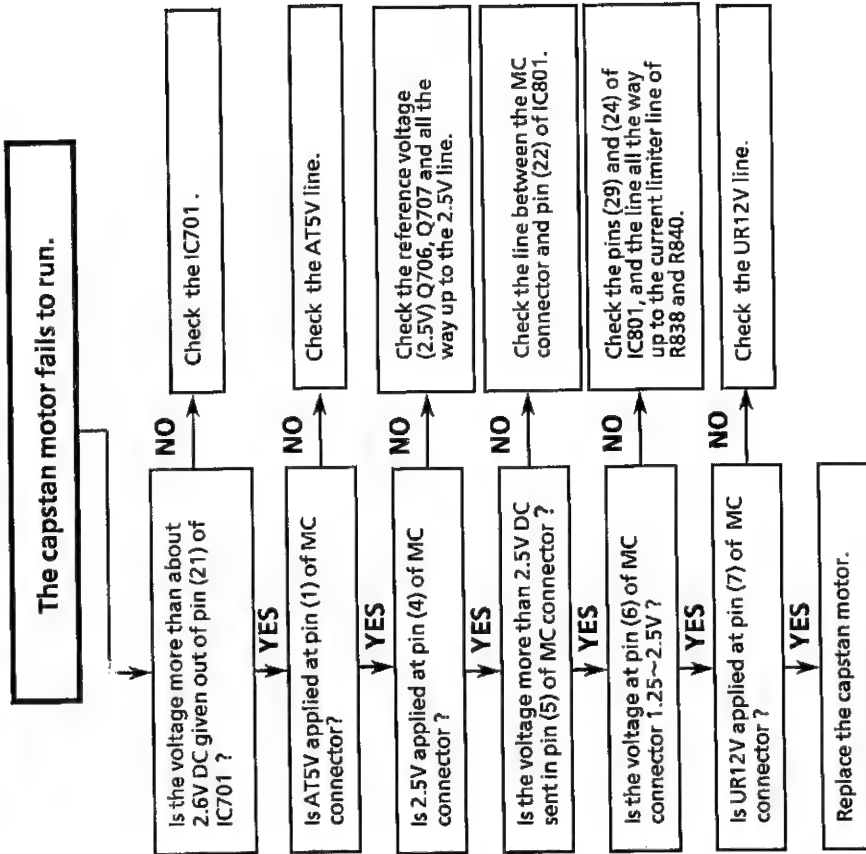 The capstan motor fails to run.
Is the voltage more than about
2.6V DC given out of pin (21) of
IC701 ?
NO
Check the IC701 .
YES
Is AT5V applied at pin (1) of MC
connector?
NO
Check the AT5V line.
YES
Is 2.5V applied at pin (4) of MC
connector ?
NO
Check the reference voltage
(2.5V) Q706, Q707 and all the
way up to the 2.5V line.
YES
Is the voltage more than 2.5V DC
sent in pin (5) of MC connector ?
NO
Check the line between the MC
connector and pin (22) of IC801.
YES
Is the voltage at pin (6) of MC
connector 1.25~2.5V ?
NO
Check the pins (29) and (24) of
IC801, and the line all the way
up to the current limiter line of
R838 and R840.
YES
Is UR12V applied at pin (7) of MC
connector ?
NO
Check the UR12V line.
YES
Replace the capstan motor.